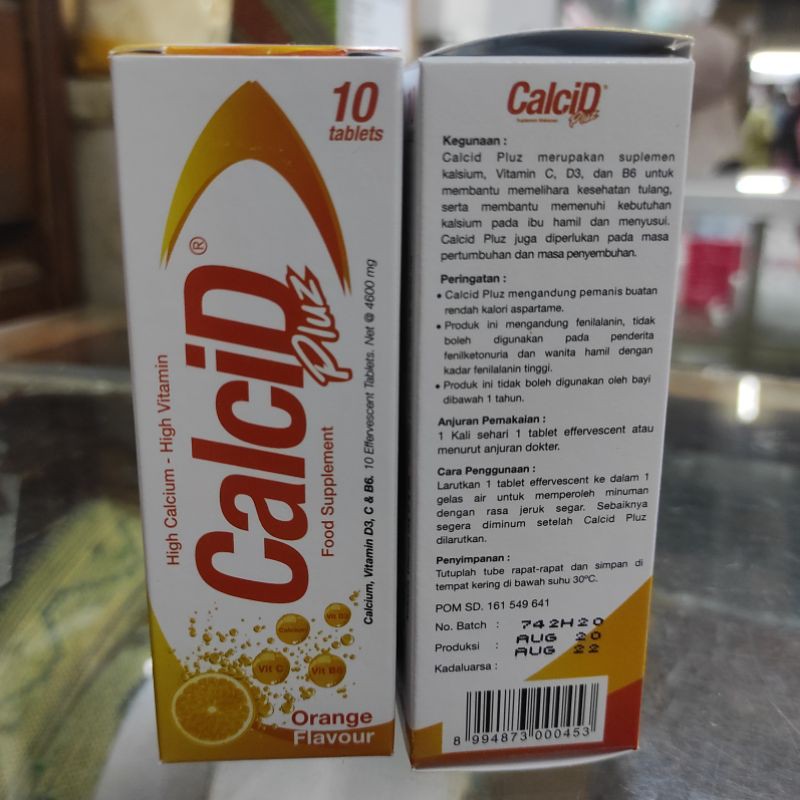 10
tablets
CalciD®
Pluz
High Calcium - High Vitamin
Food Supplement
Calcium, Vitamin D3, C & B6. 10 Effervescent Tablets. Net @ 4600 mg
Calcium
Vit D3
Vit C
Vit B6
Orange
Flavour
CalciD®
Pluz
Suplemen Makanan
Kegunaan :
Calcid Pluz merupakan suplemen
kalsium, Vitamin C, D3, dan B6 untuk
membantu memelihara kesehatan tulang,
serta membantu memenuhi kebutuhan
kalsium pada ibu hamil dan menyusui.
Calcid Pluz juga diperlukan pada masa
pertumbuhan dan masa penyembuhan.
Peringatan :
• Calcid Pluz mengandung pemanis buatan
rendah kalori aspartame.
• Produk ini mengandung fenilalanin, tidak
boleh digunakan pada penderita
fenilketonuria dan wanita hamil dengan
kadar fenilalanin tinggi.
• Produk ini tidak boleh digunakan oleh bayi
dibawah 1 tahun.
Anjuran Pemakaian :
1 Kali sehari 1 tablet effervescent atau
menurut anjuran dokter.
Cara Penggunaan :
Larutkan 1 tablet effervescent ke dalam 1
gelas air untuk memperoleh minuman
dengan rasa jeruk segar. Sebaiknya
segera diminum setelah Calcid Pluz
dilarutkan.
Penyimpanan :
Tutuplah tube rapat-rapat dan simpan di
tempat kering di bawah suhu 30ºC.
POM SD. 161 549 641
No. Batch : 742H20
Produksi : AUG 20
Kadaluarsa : AUG 22
8 994873 000453